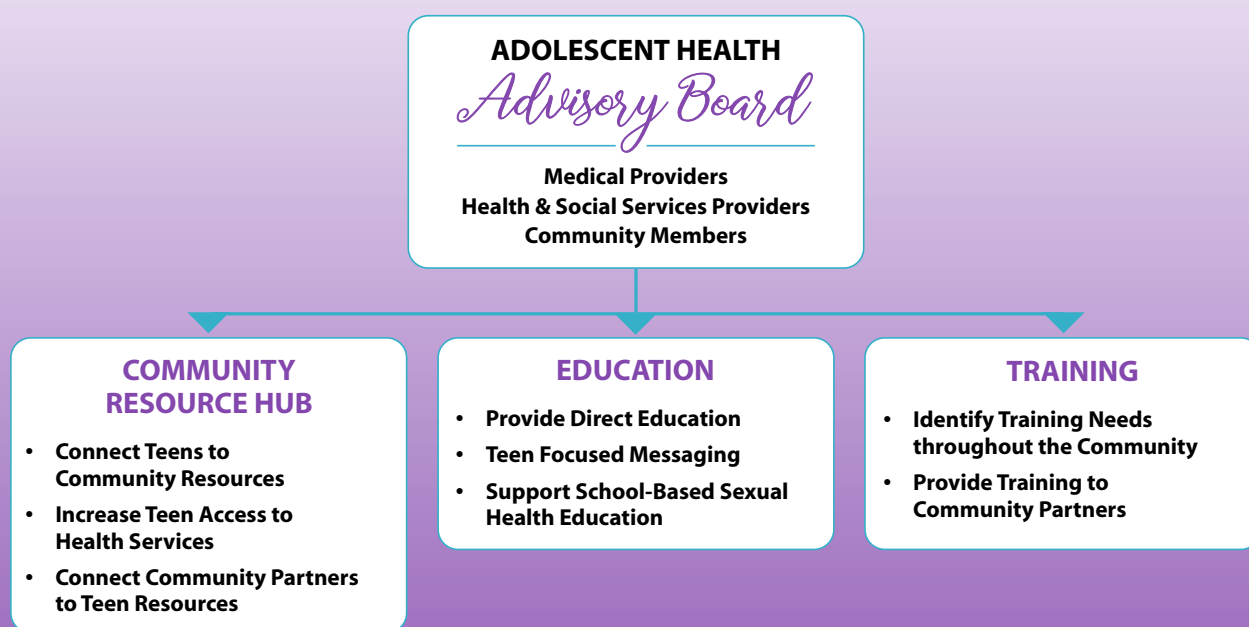 ADOLESCENT HEALTH
Advisory Board
Medical Providers
Health & Social Services Providers
Community Members
COMMUNITY
RESOURCE HUB
• Connect Teens to
Community Resources
• Increase Teen Access to
Health Services
• Connect Community Partners
to Teen Resources
EDUCATION
• Provide Direct Education
• Teen Focused Messaging
• Support School-Based Sexual
Health Education
TRAINING
• Identify Training Needs
throughout the Community
• Provide Training to
Community Partners